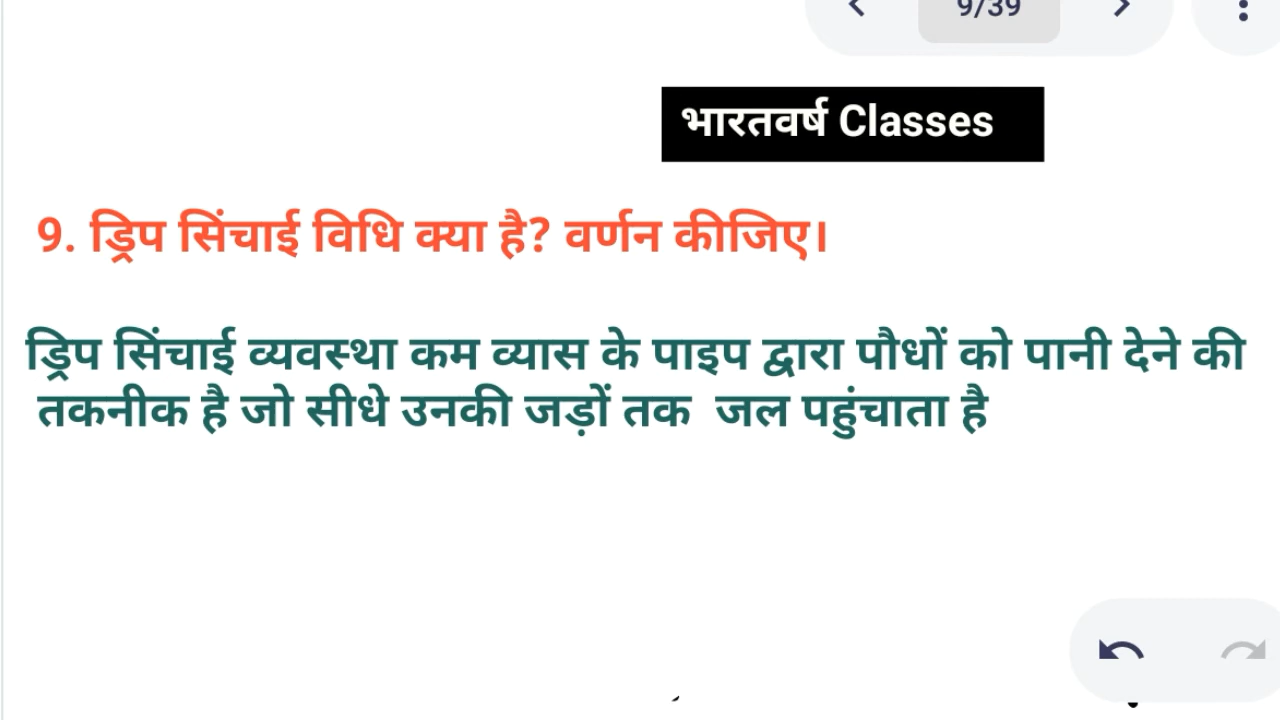 9/39
भारतवर्ष Classes
9. ड्रिप सिंचाई विधि क्या है? वर्णन कीजिए।
ड्रिप सिंचाई व्यवस्था कम व्यास के पाइप द्वारा पौधों को पानी देने की
तकनीक है जो सीधे उनकी जड़ों तक जल पहुंचाता है